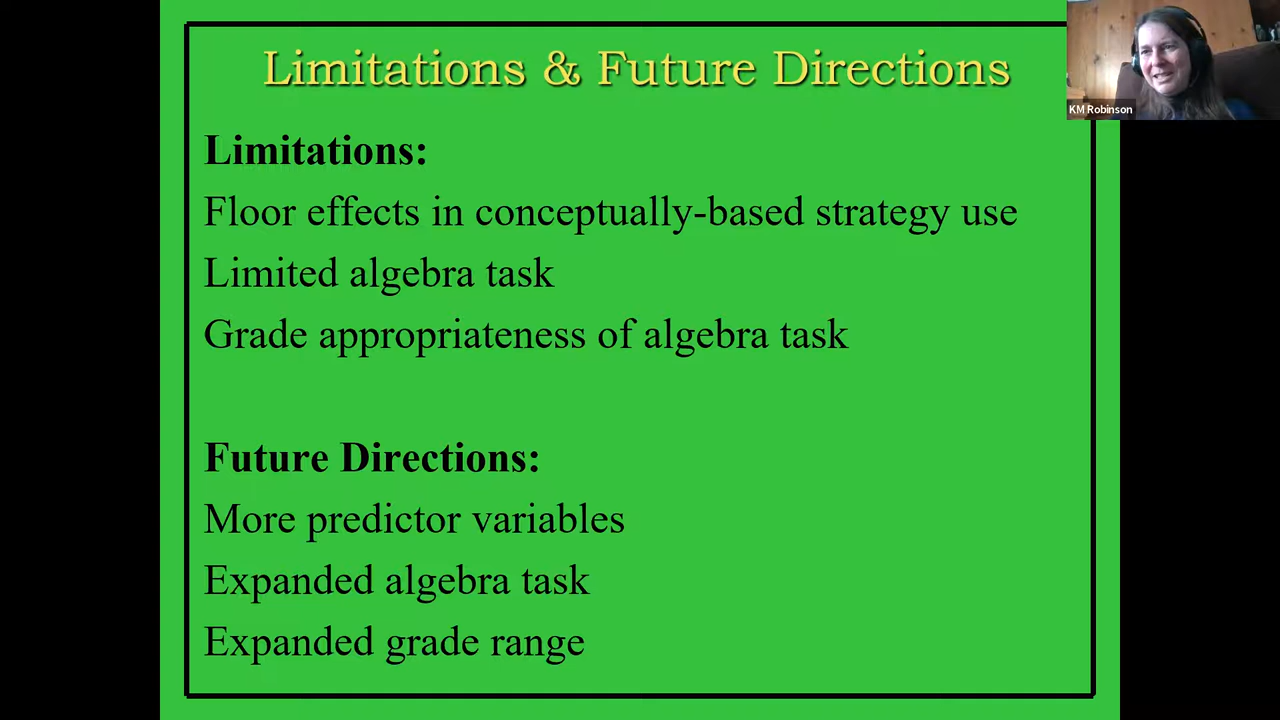 Limitations & Future Directions
KM Robinson
Limitations:
Floor effects in conceptually-based strategy use
Limited algebra task
Grade appropriateness of algebra task
Future Directions:
More predictor variables
Expanded algebra task
Expanded grade range